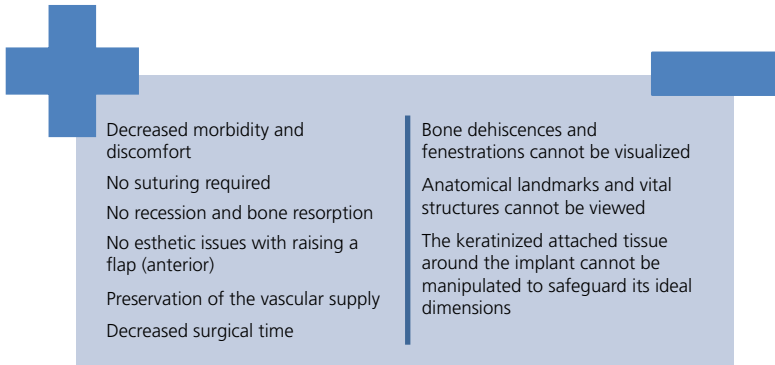 Decreased morbidity and
discomfort
No suturing required
No recession and bone resorption
No esthetic issues with raising a
flap (anterior)
Preservation of the vascular supply
Decreased surgical time
Bone dehiscences and
fenestrations cannot be visualized
Anatomical landmarks and vital
structures cannot be viewed
The keratinized attached tissue
around the implant cannot be
manipulated to safeguard its ideal
dimensions